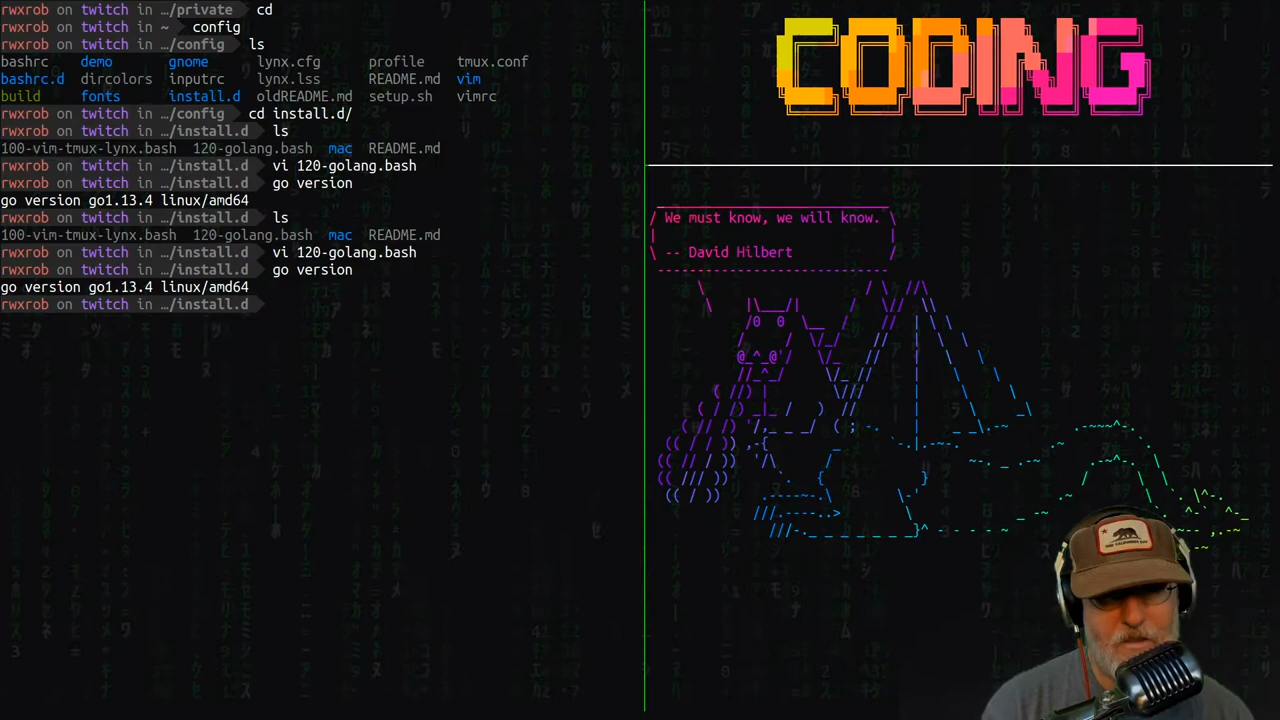 rwxrob on twitch in …/private cd
rwxrob on twitch in ~ config
rwxrob on twitch in …/config ls
bashrc demo gnome lynx.cfg profile tmux.conf
bashrc.d dircolors inputrc lynx.lss README.md vim
build fonts install.d oldREADME.md setup.sh vimrc
rwxrob on twitch in …/config cd install.d/
rwxrob on twitch in …/install.d ls
100-vim-tmux-lynx.bash 120-golang.bash mac README.md
rwxrob on twitch in …/install.d vi 120-golang.bash
rwxrob on twitch in …/install.d go version
go version go1.13.4 linux/amd64
rwxrob on twitch in …/install.d ls
100-vim-tmux-lynx.bash 120-golang.bash mac README.md
rwxrob on twitch in …/install.d vi 120-golang.bash
rwxrob on twitch in …/install.d go version
go version go1.13.4 linux/amd64
rwxrob on twitch in …/install.d
CODING
We must know, we will know.
-- David Hilbert